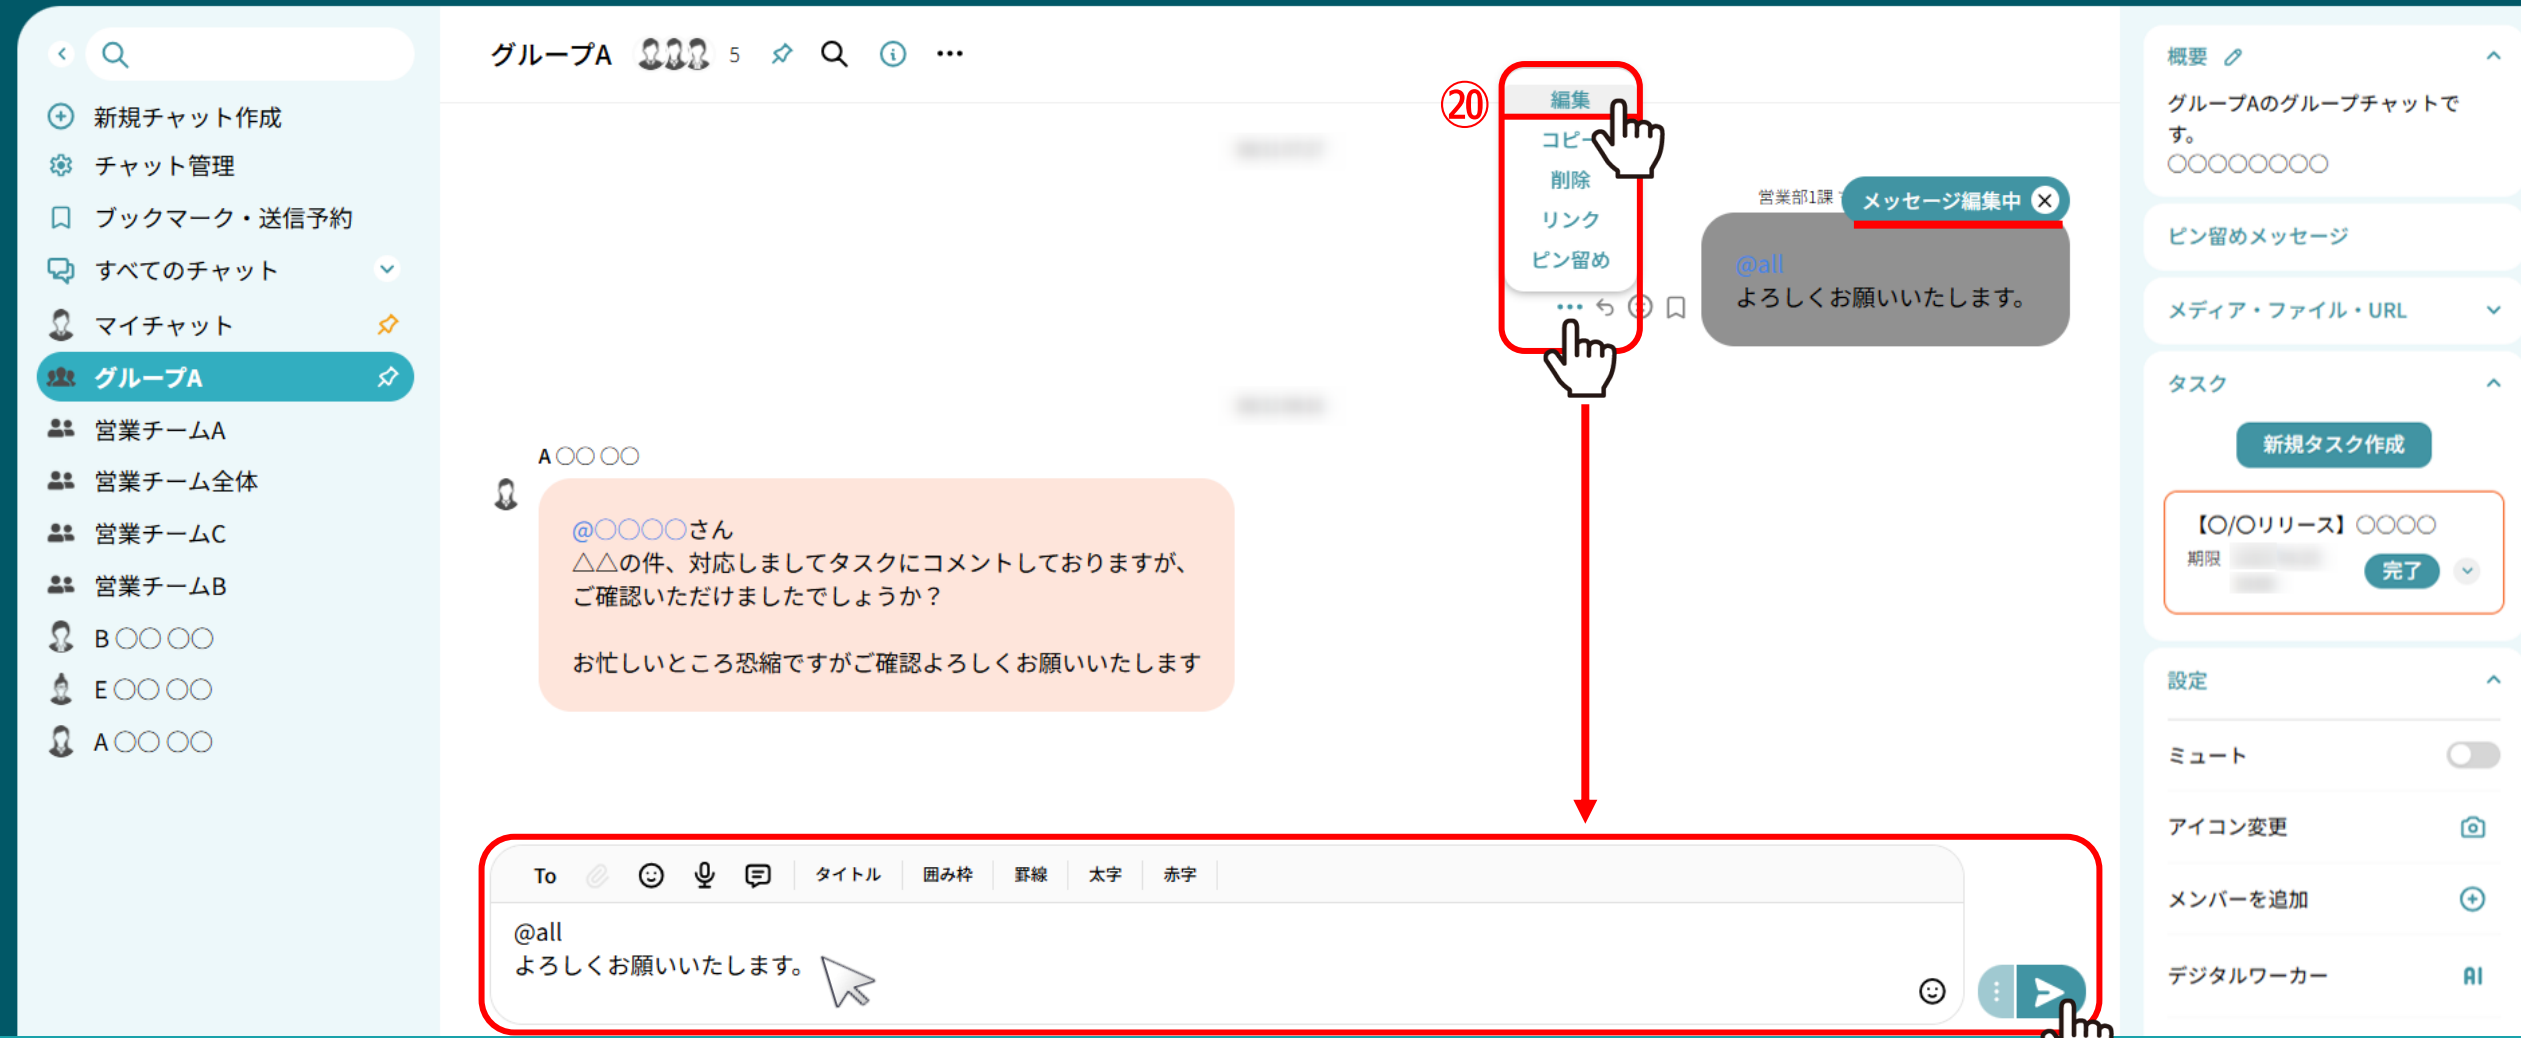 新規チャット作成
チャット管理
ブックマーク・送信予約
すべてのチャット
マイチャット
グループA
営業チームA
営業チーム全体
営業チームC
営業チームB
B〇〇 〇〇
E〇〇 〇〇
A〇〇 〇〇
グループA 5
⑳
編集
コピー
削除
リンク
ピン留め
営業部1課
メッセージ編集中
@all
よろしくお願いいたします。
A〇〇 〇〇
@〇〇〇〇さん
△△の件、対応しましてタスクにコメントしておりますが、
ご確認いただけましたでしょうか？
お忙しいところ恐縮ですがご確認よろしくお願いいたします
To タイトル 囲み枠 罫線 太字 赤字
@all
よろしくお願いいたします。
概要
グループAのグループチャットで
す。
〇〇〇〇〇〇〇〇
ピン留めメッセージ
メディア・ファイル・URL
タスク
新規タスク作成
【〇/〇リリース】〇〇〇〇
期限
完了
設定
ミュート
アイコン変更
メンバーを追加
デジタルワーカー AI